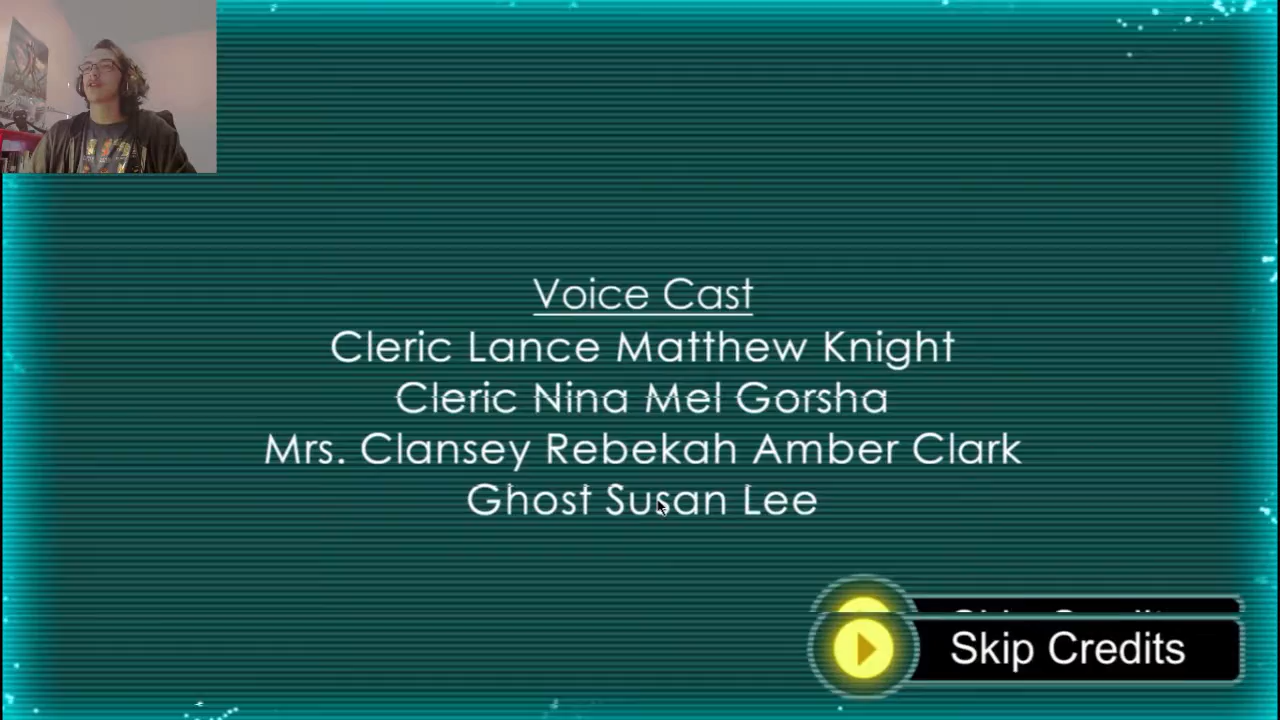 Voice Cast
Cleric Lance Matthew Knight
Cleric Nina Mel Gorsha
Mrs. Clansey Rebekah Amber Clark
Ghost Susan Lee
Skip Credits